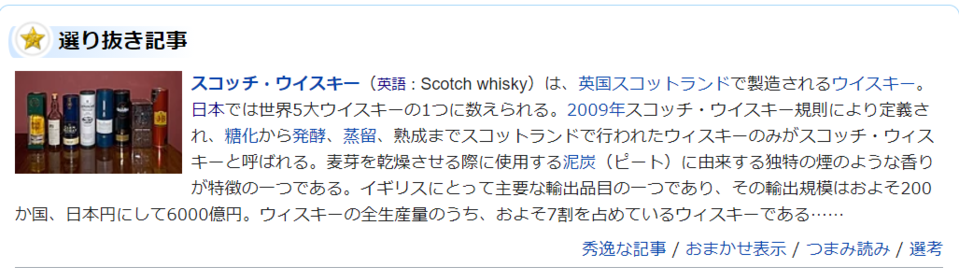 選り抜き記事
スコッチ・ウイスキー（英語 : Scotch whisky）は、英国スコットランドで製造されるウイスキー。
日本では世界5大ウイスキーの1つに数えられる。2009年スコッチ・ウイスキー規則により定義さ
れ、糖化から発酵、蒸留、熟成までスコットランドで行われたウィスキーのみがスコッチ・ウィス
キーと呼ばれる。麦芽を乾燥させる際に使用する泥炭（ピート）に由来する独特の煙のような香り
が特徴の一つである。イギリスにとって主要な輸出品目の一つであり、その輸出規模はおよそ200
か国、日本円にして6000億円。ウィスキーの全生産量のうち、およそ7割を占めているウィスキーである……
秀逸な記事 / おまかせ表示 / つまみ読み / 選考